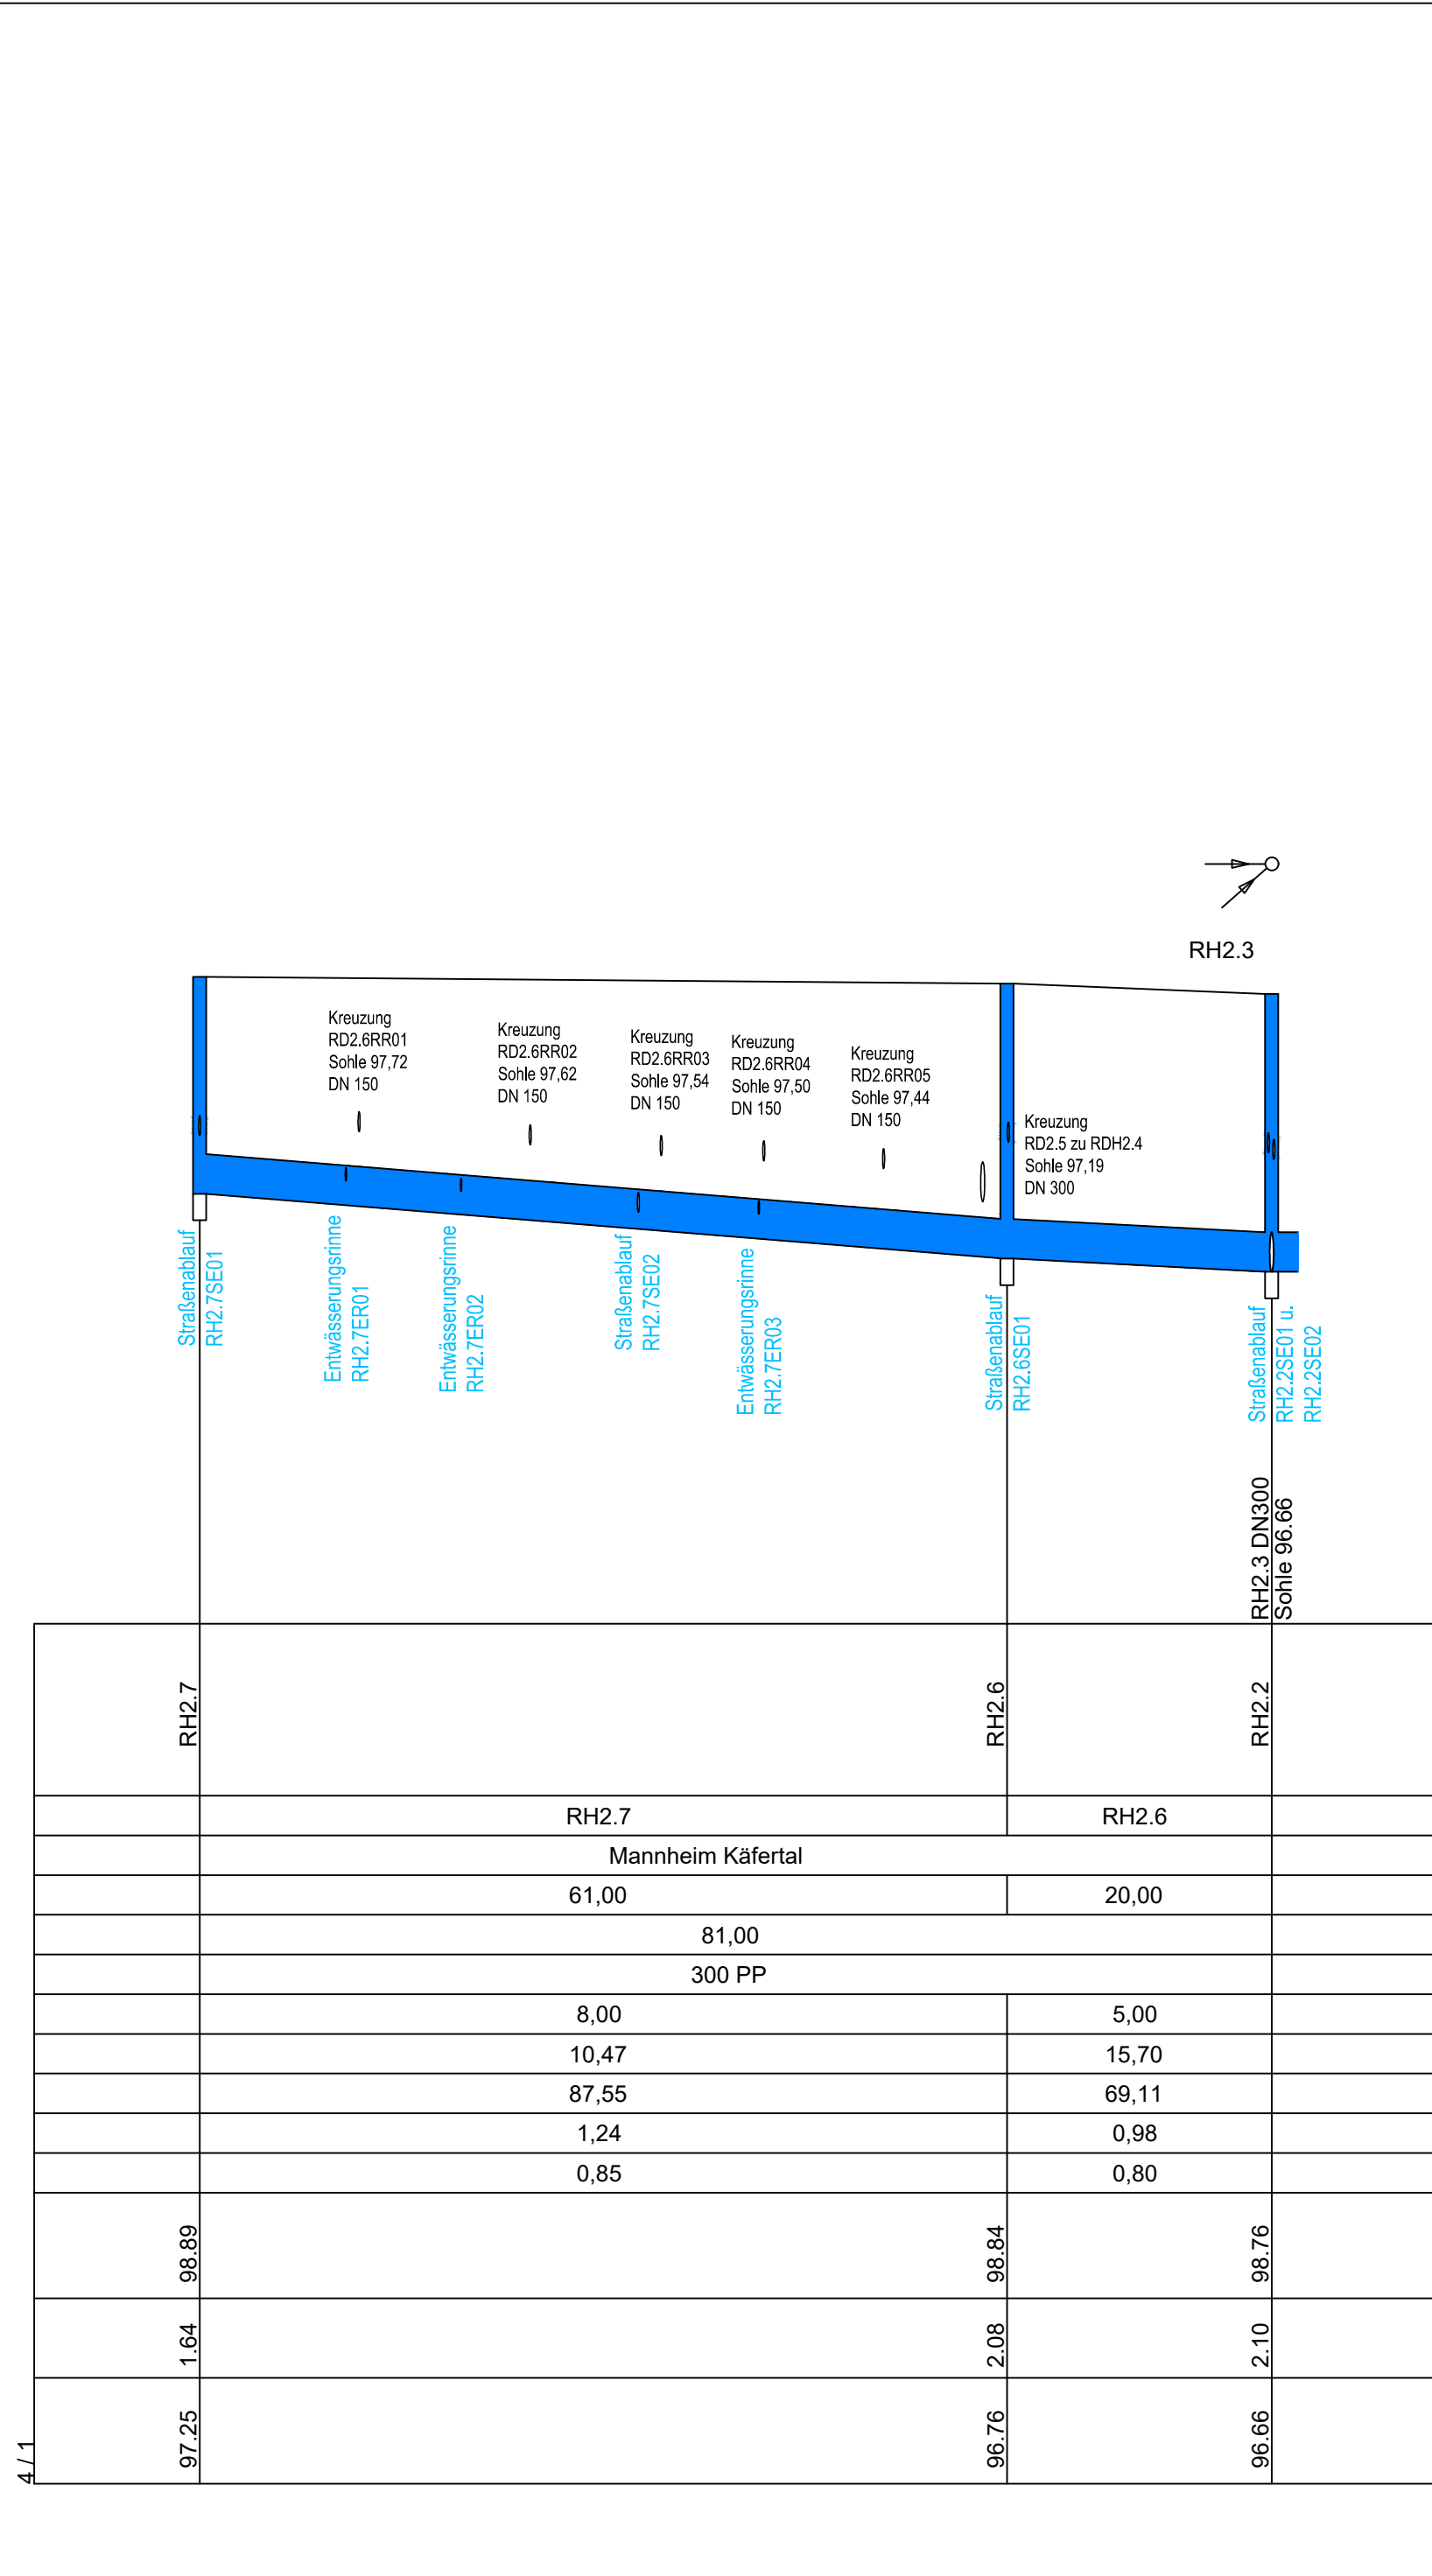 RH2.3
Kreuzung
RD2.6RR01
Sohle 97,72
DN 150
Kreuzung
RD2.6RR02
Sohle 97,62
DN 150
Kreuzung
RD2.6RR03
Sohle 97,54
DN 150
Kreuzung
RD2.6RR04
Sohle 97,50
DN 150
Kreuzung
RD2.6RR05
Sohle 97,44
DN 150
Kreuzung
RD2.5 zu RDH2.4
Sohle 97,19
DN 300
Straßenablauf
RH2.7SE01
Entwässerungsrinne
RH2.7ER01
Entwässerungsrinne
RH2.7ER02
Straßenablauf
RH2.7SE02
Entwässerungsrinne
RH2.7ER03
Straßenablauf
RH2.6SE01
Straßenablauf
RH2.2SE01 u.
RH2.2SE02
RH2.3 DN300
Sohle 96.66
RH2.7
RH2.6
RH2.2
RH2.7 RH2.6
Mannheim Käfertal
61,00 20,00
81,00
300 PP
8,00 5,00
10,47 15,70
87,55 69,11
1,24 0,98
0,85 0,80
98.89 98.84 98.76
1.64 2.08 2.10
97.25 96.76 96.66
4 / 1